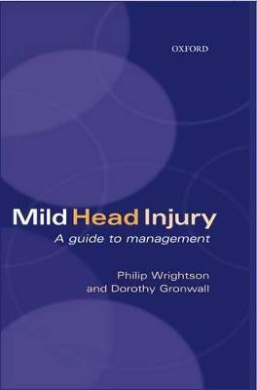 OXFORD
Mild Head Injury
A guide to management
Philip Wrightson
and Dorothy Gronwall